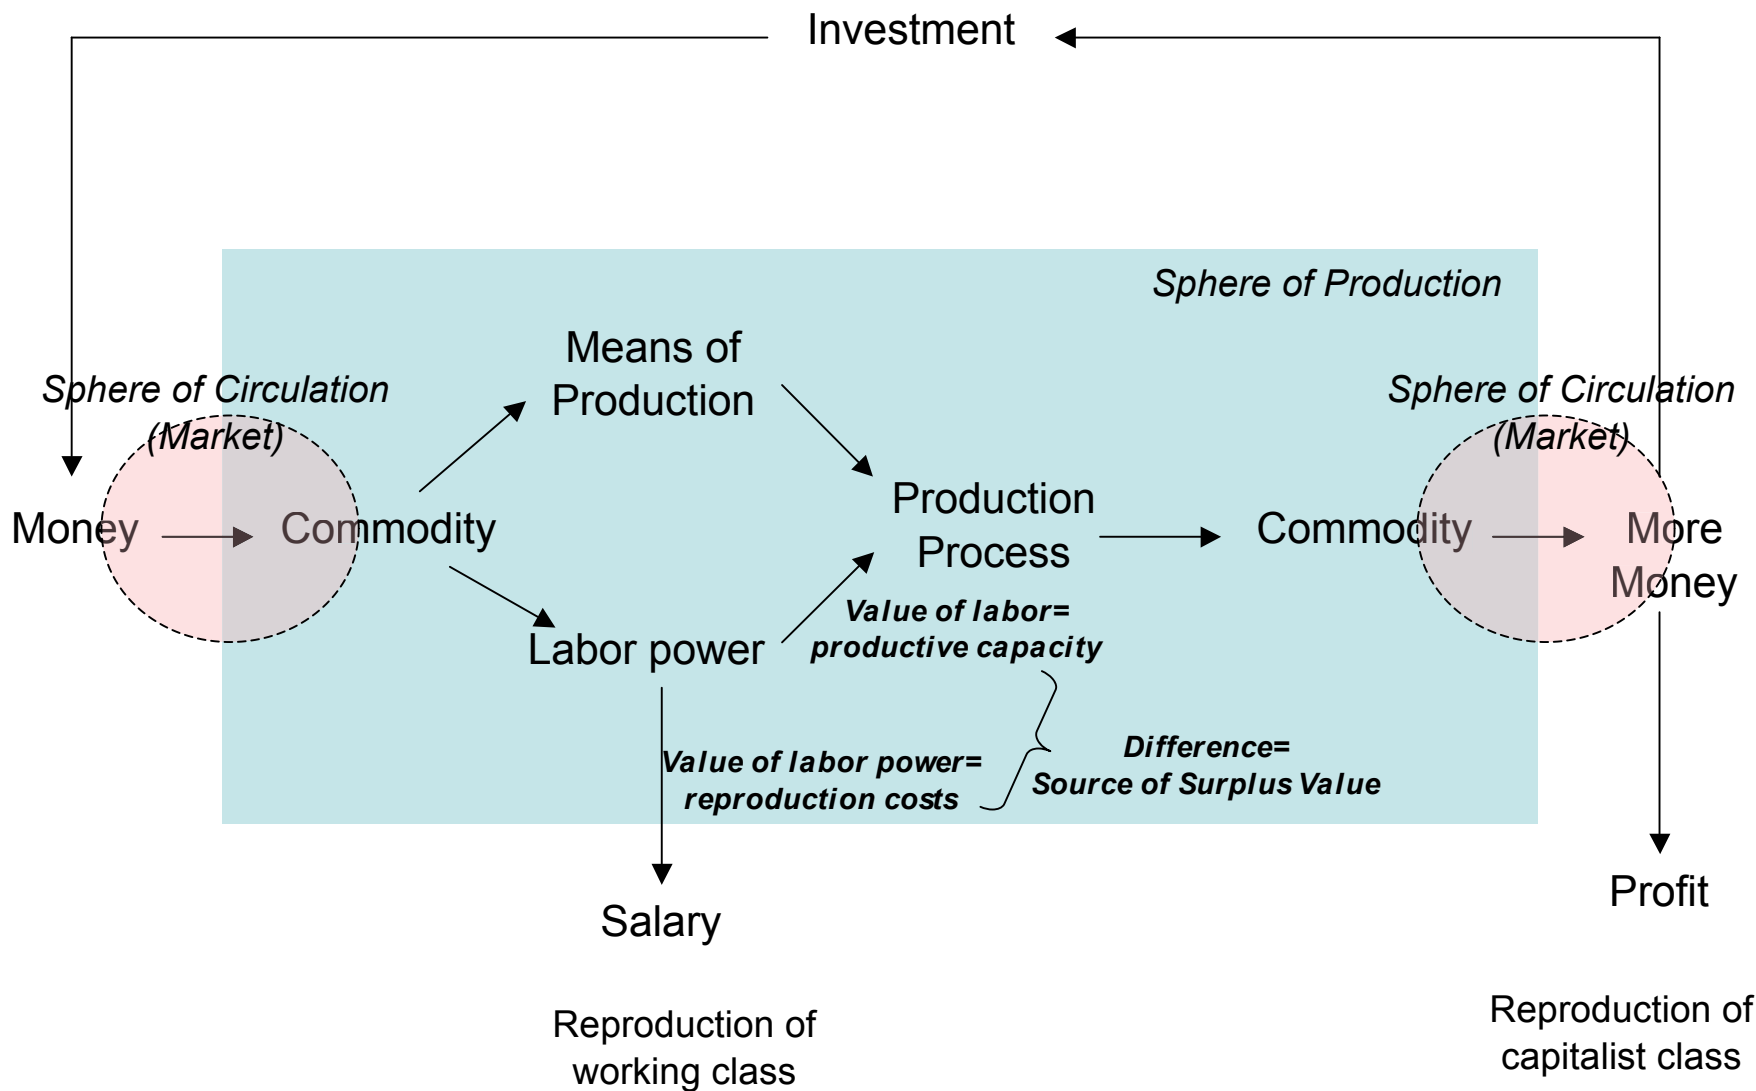 Investment
Sphere of Production
Means of
Production
Sphere of Circulation
(Market)
Sphere of Circulation
(Market)
Money
Commodity
Production
Process
Commodity
More
Money
Value of labor=
productive capacity
Labor power
Value of labor power=
reproduction costs
Difference=
Source of Surplus Value
Salary
Profit
Reproduction of
working class
Reproduction of
capitalist class